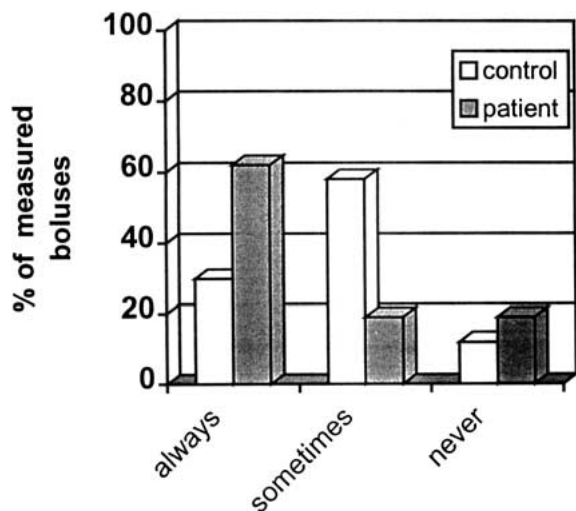 100
80
60
40
20
0
% of measured
boluses
control
patient
always
sometimes
never